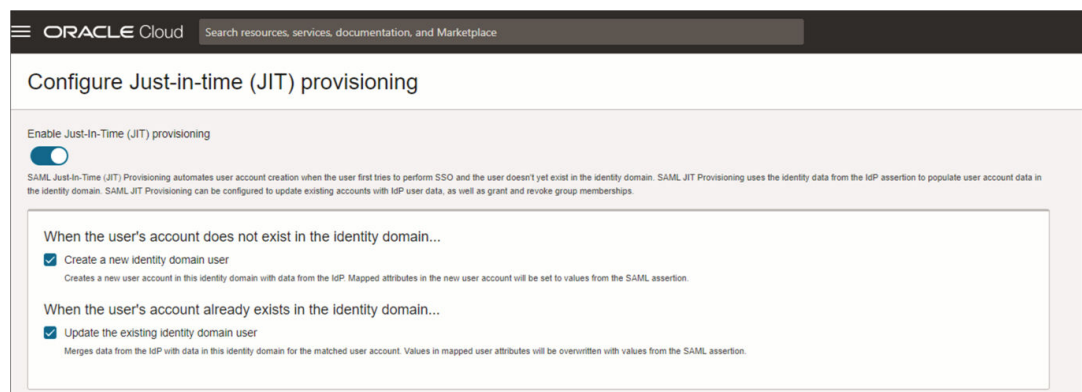 ORACLE Cloud
Search resources, services, documentation, and Marketplace
Configure Just-in-time (JIT) provisioning
Enable Just-In-Time (JIT) provisioning
SAML Just-In-Time (JIT) Provisioning automates user account creation when the user first tries to perform SSO and the user doesn't yet exist in the identity domain. SAML JIT Provisioning uses the identity data from the IdP assertion to populate user account data in
the identity domain. SAML JIT Provisioning can be configured to update existing accounts with IdP user data, as well as grant and revoke group memberships.
When the user's account does not exist in the identity domain...
Create a new identity domain user
Creates a new user account in this identity domain with data from the IdP. Mapped attributes in the new user account will be set to values from the SAML assertion.
When the user's account already exists in the identity domain...
Update the existing identity domain user
Merges data from the IdP with data in this identity domain for the matched user account. Values in mapped user attributes will be overwritten with values from the SAML assertion.